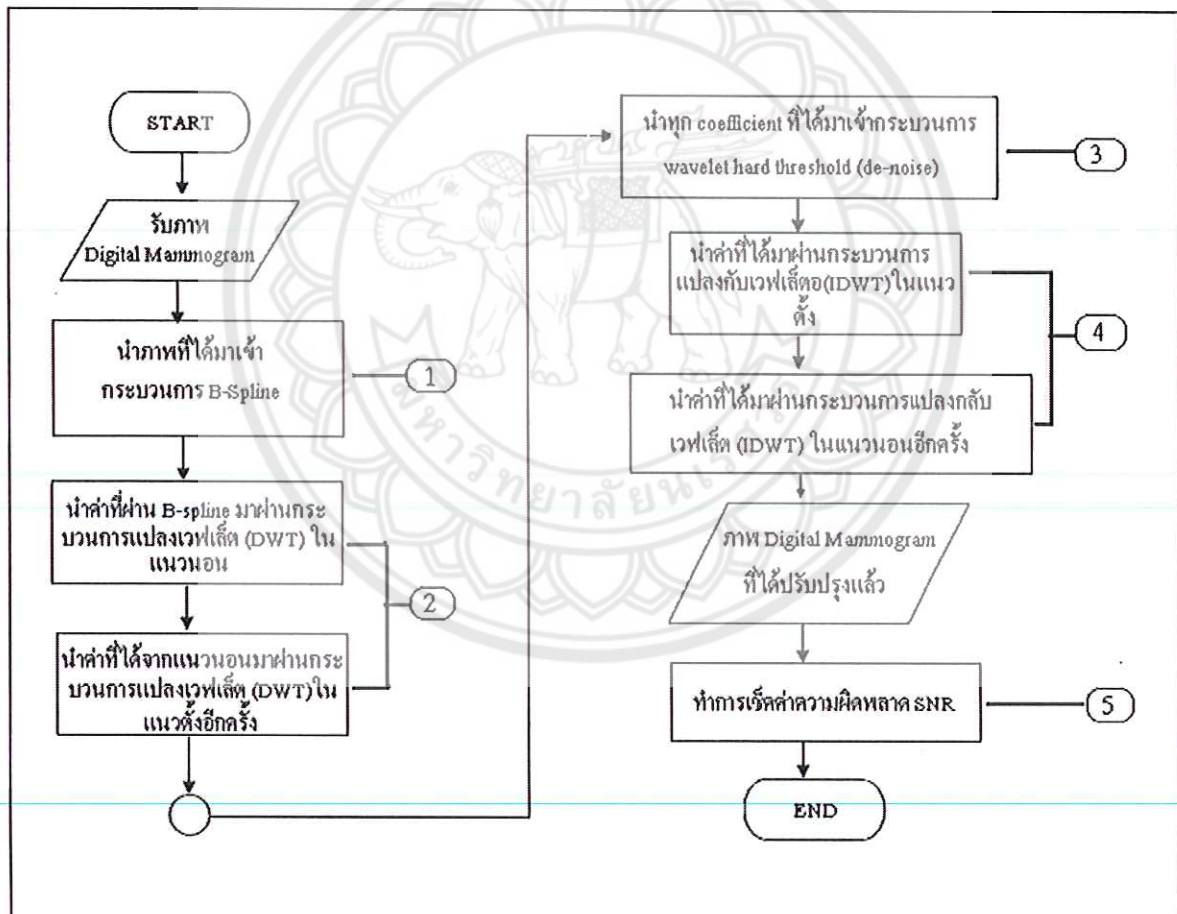 START
รับภาพ
Digital Mammogram
นำภาพที่ได้มาเข้า
กระบวนการ B-Spline
1
นำค่าที่ผ่าน B-spline มาผ่านกระ
บวนการแปลงเวฟเล็ต (DWT) ใน
แนวนอน
2
นำค่าที่ได้จากแนวนอนมาผ่านกระ
บวนการแปลงเวฟเล็ต (DWT)ใน
แนวตั้งอีกครั้ง
นำทุก coefficient ที่ได้มาเข้ากระบวนการ
wavelet hard threshold (de-noise)
3
นำค่าที่ได้มาผ่านกระบวนการ
แปลงกับเวฟเล็ตอ(IDWT)ในแนว
ตั้ง
4
นำค่าที่ได้มาผ่านกระบวนการแปลงกลับ
เวฟเล็ต (IDWT) ในแนวนอนอีกครั้ง
ภาพ Digital Mammogram
ที่ได้ปรับปรุงแล้ว
ทำการเช็คค่าความผิดพลาด SNR
5
END
มหาวิทยาลัยนเรศวร